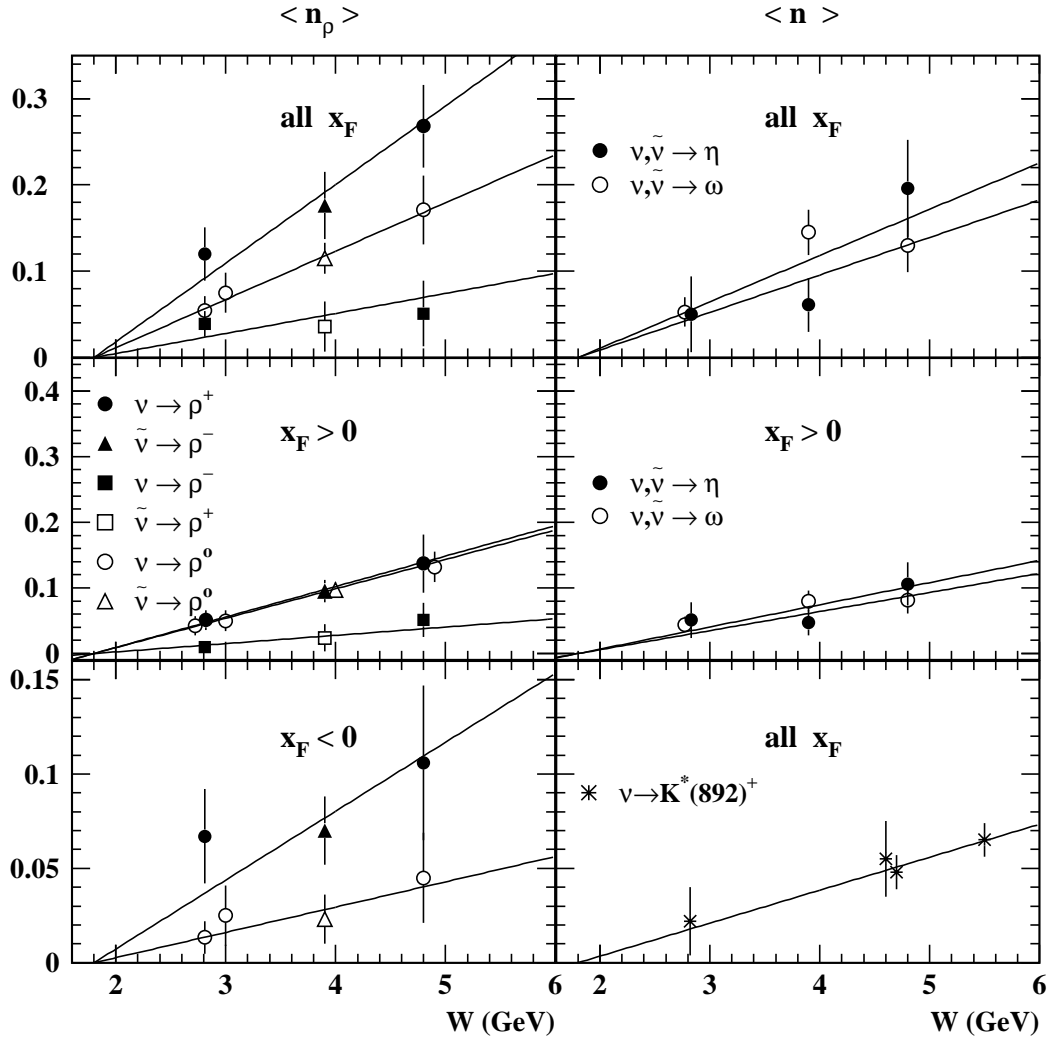 < n_ρ >
< n >
0.3
0.2
0.1
0
all x_F
all x_F
ν,ν̃ → η
ν,ν̃ → ω
0.4
0.3
0.2
0.1
0
ν → ρ⁺
ν̃ → ρ⁻
ν → ρ⁻
ν̃ → ρ⁺
ν → ρ⁰
ν̃ → ρ⁰
x_F > 0
x_F > 0
ν,ν̃ → η
ν,ν̃ → ω
0.15
0.1
0.05
0
x_F < 0
all x_F
ν→K*(892)⁺
2 3 4 5 6
2 3 4 5 6
W (GeV)
W (GeV)